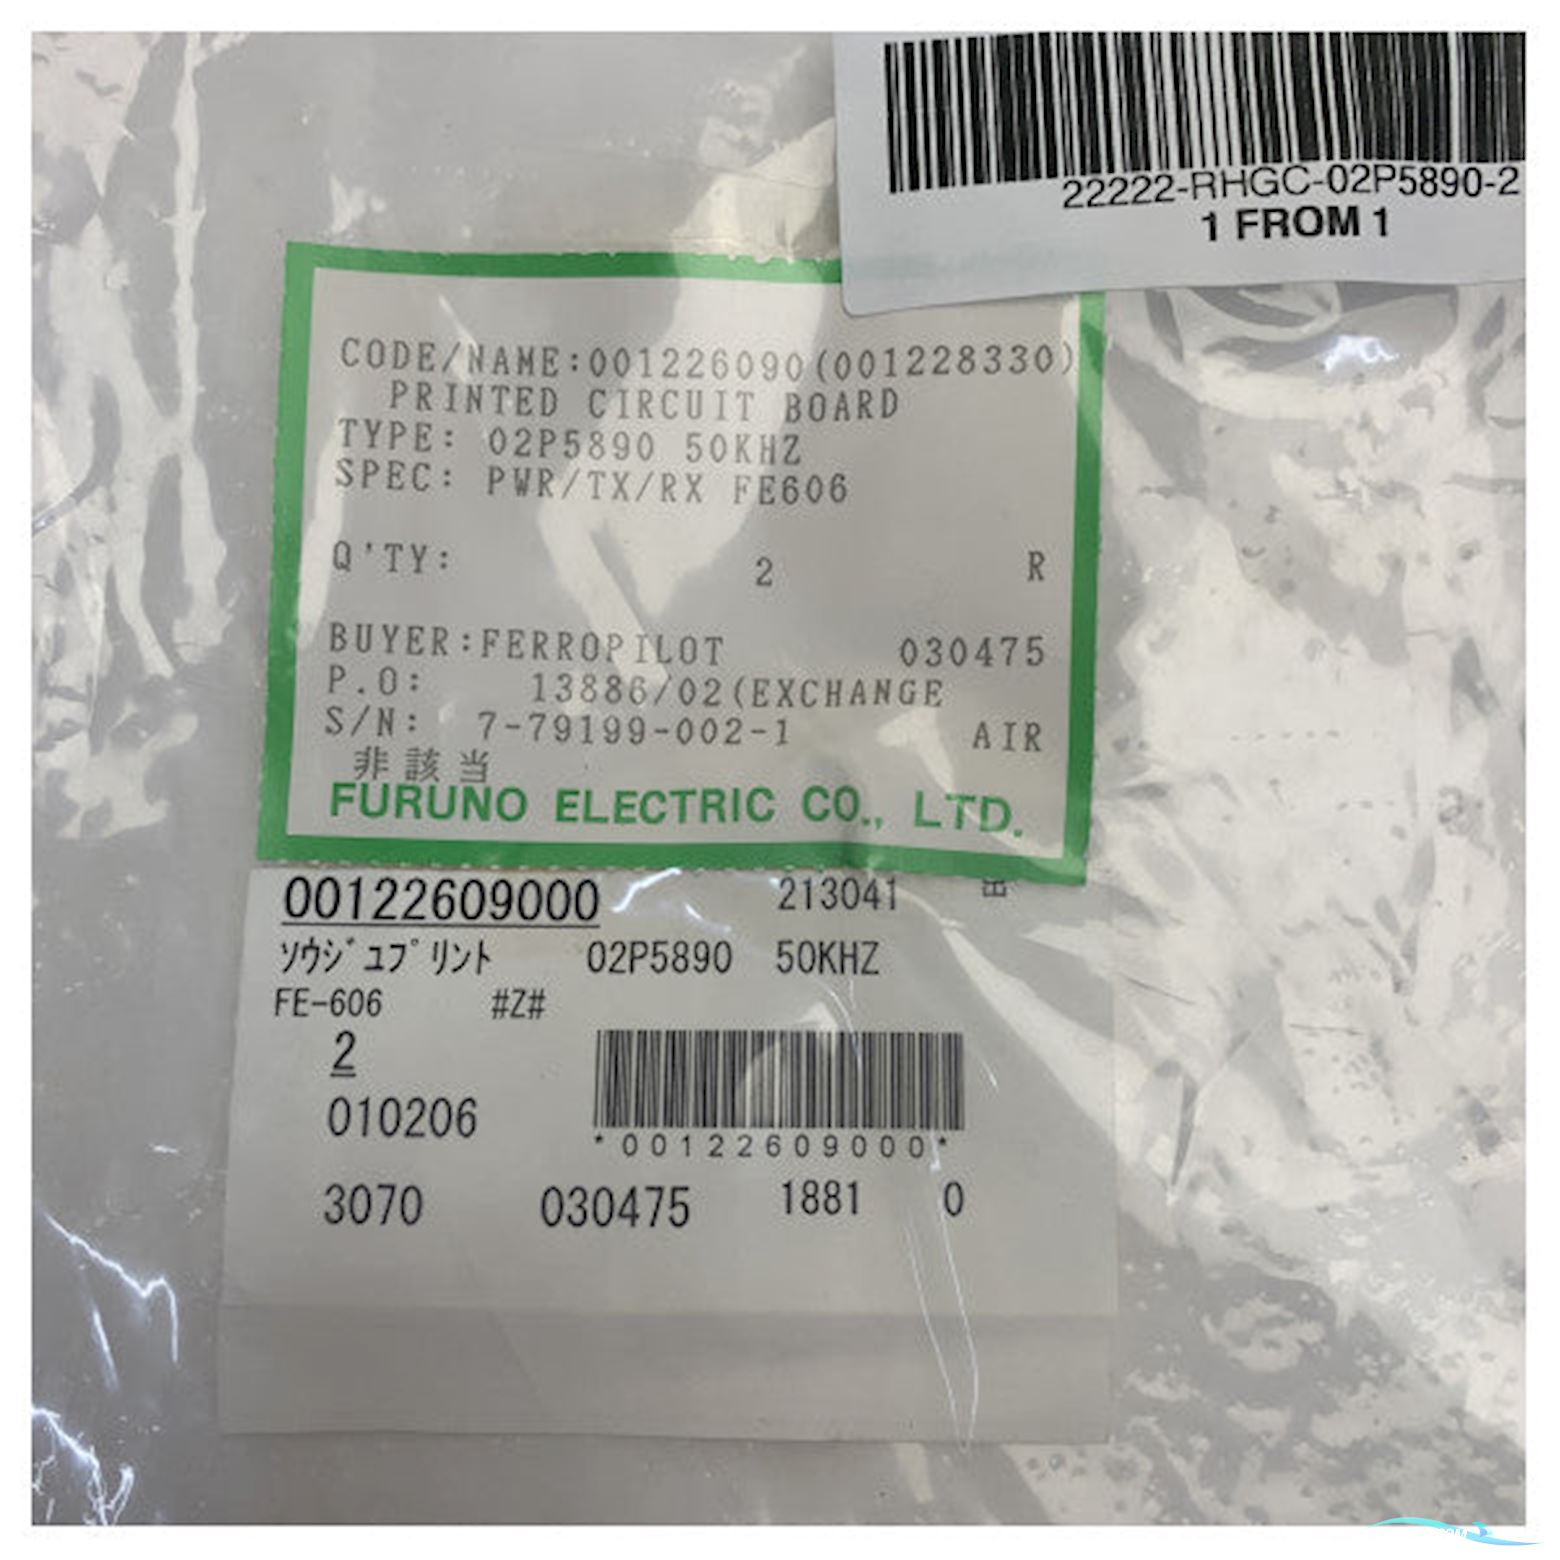 22222-RHGC-02P5890-2
1 FROM 1
CODE/NAME:001226090(001228330)
PRINTED CIRCUIT BOARD
TYPE: 02P5890 50KHZ
SPEC: PWR/TX/RX FE606
Q'TY: 2 R
BUYER:FERROPILOT 030475
P.O: 13886/02(EXCHANGE
S/N: 7-79199-002-1 AIR
非該当
FURUNO ELECTRIC CO., LTD.
00122609000 213041 出
ソウジュプリント 02P5890 50KHZ
FE-606 #Z#
2
010206
*00122609000*
3070 030475 1881 0